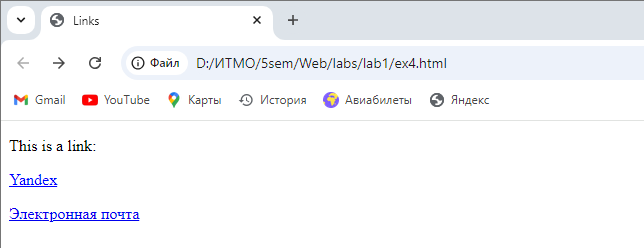 Links
Файл D:/ИТМО/5sem/Web/labs/lab1/ex4.html
Gmail YouTube Карты История Авиабилеты Яндекс
This is a link:
Yandex
Электронная почта